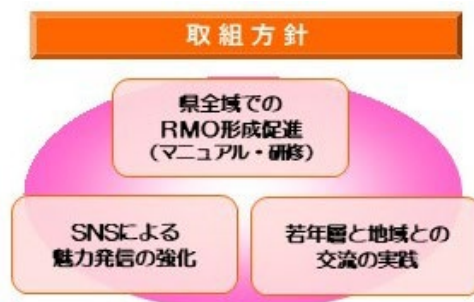 取組方針
県全域での
RMO形成促進
（マニュアル・研修）
SNSによる
魅力発信の強化
若年層と地域との
交流の実践